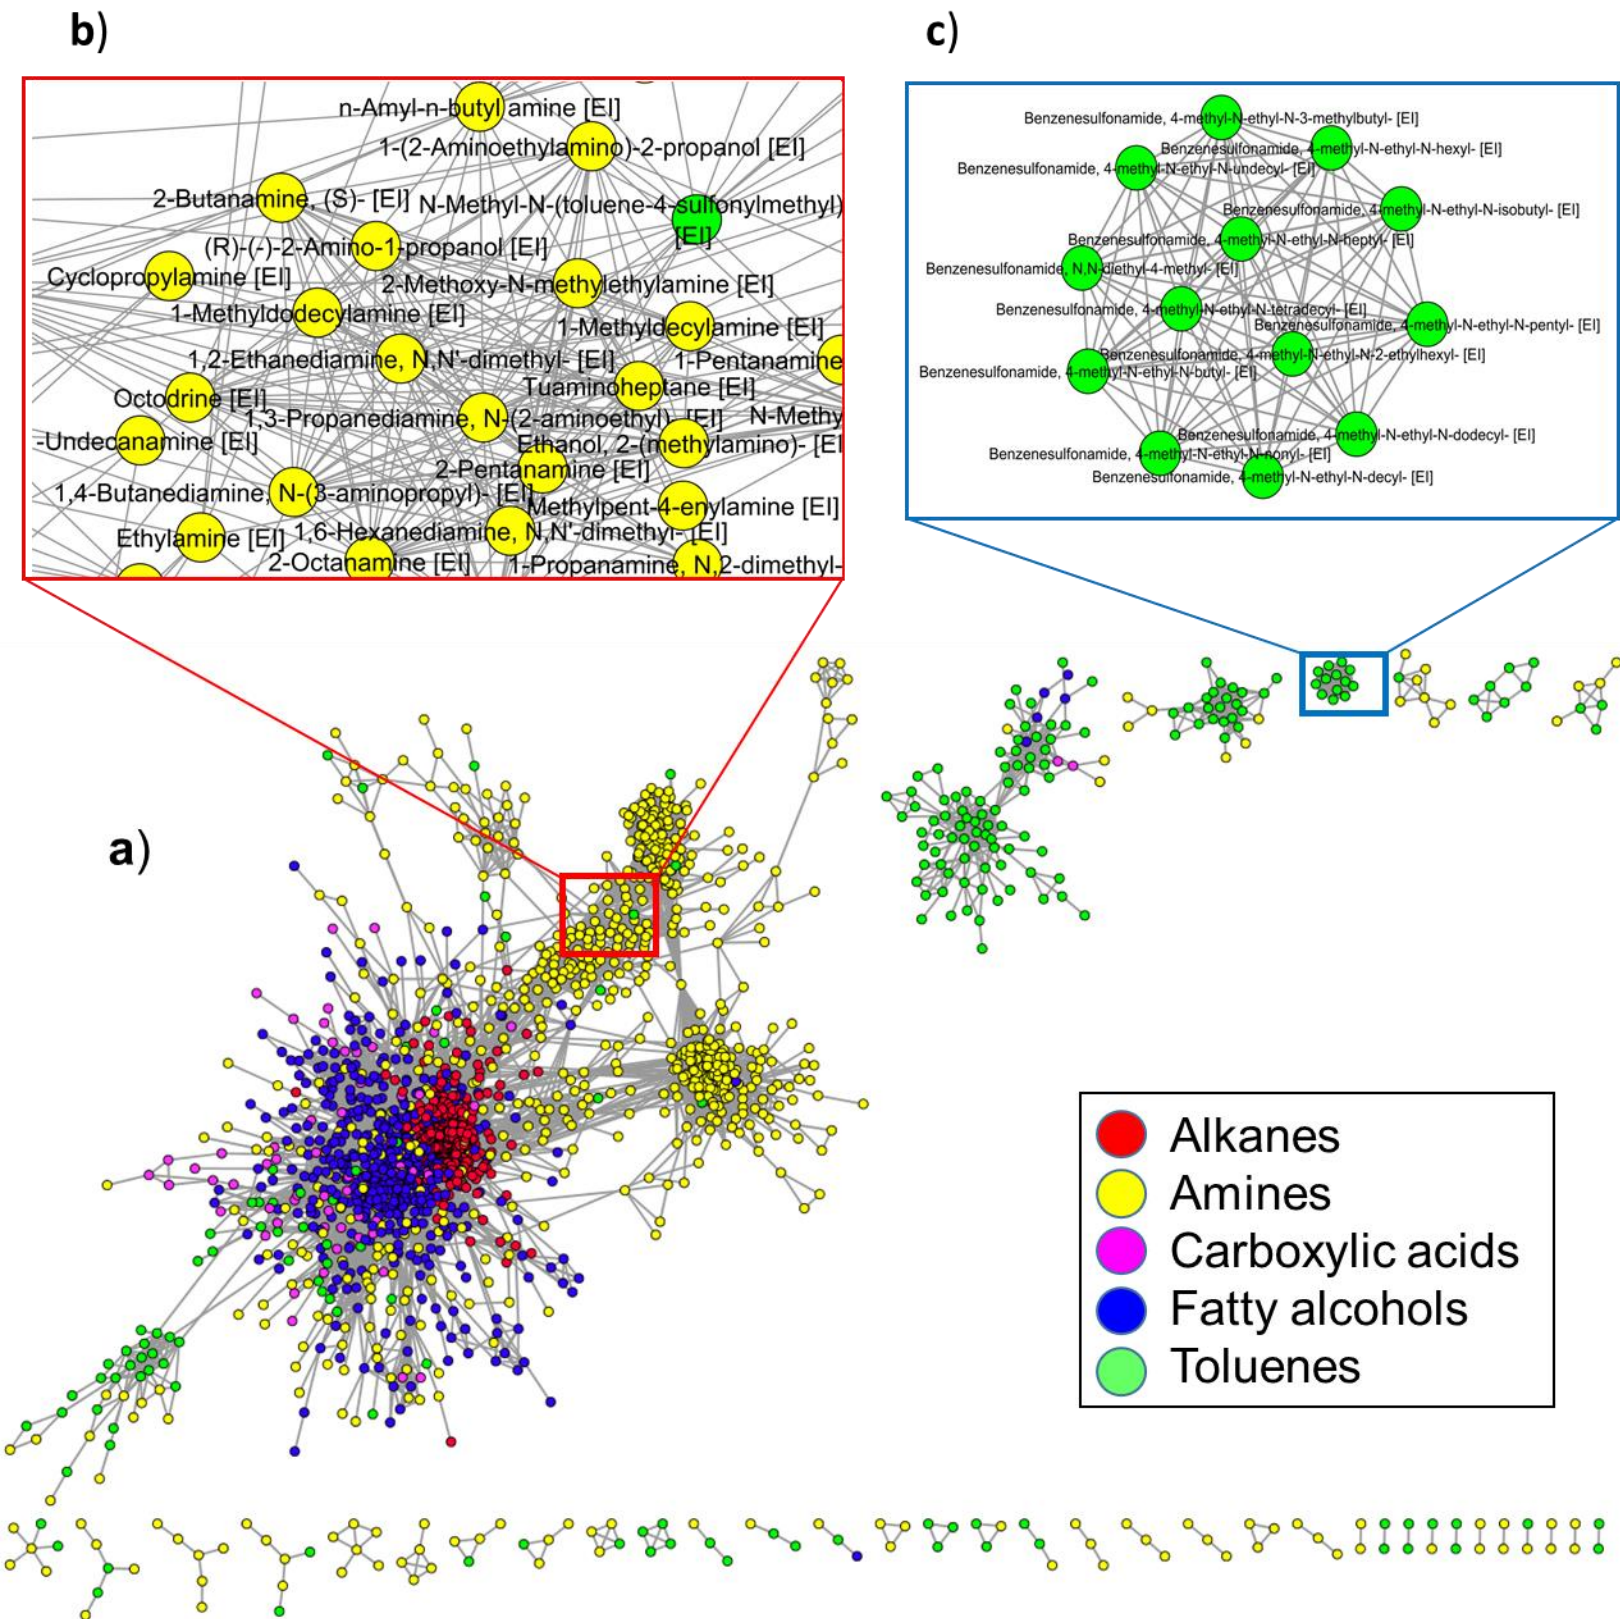 b)
c)
n-Amyl-n-butyl amine [EI]
1-(2-Aminoethylamino)-2-propanol [EI]
2-Butanamine, (S)- [EI]
N-Methyl-N-(toluene-4-sulfonylmethyl)
[EI]
(R)-(-)-2-Amino-1-propanol [EI]
Cyclopropylamine [EI]
2-Methoxy-N-methylethylamine [EI]
1-Methyldodecylamine [EI]
1-Methyldecylamine [EI]
1,2-Ethanediamine, N,N'-dimethyl- [EI]
1-Pentanamine
Tuaminoheptane [EI]
Octodrine [EI]
1,3-Propanediamine, N-(2-aminoethyl)- [EI]
N-Methy
-Undecanamine [EI]
Ethanol, 2-(methylamino)- [EI
2-Pentanamine [EI]
1,4-Butanediamine, N-(3-aminopropyl)- [EI]
Methylpent-4-enylamine [EI]
Ethylamine [EI]
1,6-Hexanediamine, N,N'-dimethyl- [EI]
2-Octanamine [EI]
1-Propanamine, N,2-dimethyl-
Benzenesulfonamide, 4-methyl-N-ethyl-N-3-methylbutyl- [EI]
Benzenesulfonamide, 4-methyl-N-ethyl-N-hexyl- [EI]
Benzenesulfonamide, 4-methyl-N-ethyl-N-undecyl- [EI]
Benzenesulfonamide, 4-methyl-N-ethyl-N-isobutyl- [EI]
Benzenesulfonamide, 4-methyl-N-ethyl-N-heptyl- [EI]
Benzenesulfonamide, N,N-diethyl-4-methyl- [EI]
Benzenesulfonamide, 4-methyl-N-ethyl-N-tetradecyl- [EI]
Benzenesulfonamide, 4-methyl-N-ethyl-N-pentyl- [EI]
Benzenesulfonamide, 4-methyl-N-ethyl-N-2-ethylhexyl- [EI]
Benzenesulfonamide, 4-methyl-N-ethyl-N-butyl- [EI]
Benzenesulfonamide, 4-methyl-N-ethyl-N-dodecyl- [EI]
Benzenesulfonamide, 4-methyl-N-ethyl-N-nonyl- [EI]
Benzenesulfonamide, 4-methyl-N-ethyl-N-decyl- [EI]
a)
Alkanes
Amines
Carboxylic acids
Fatty alcohols
Toluenes